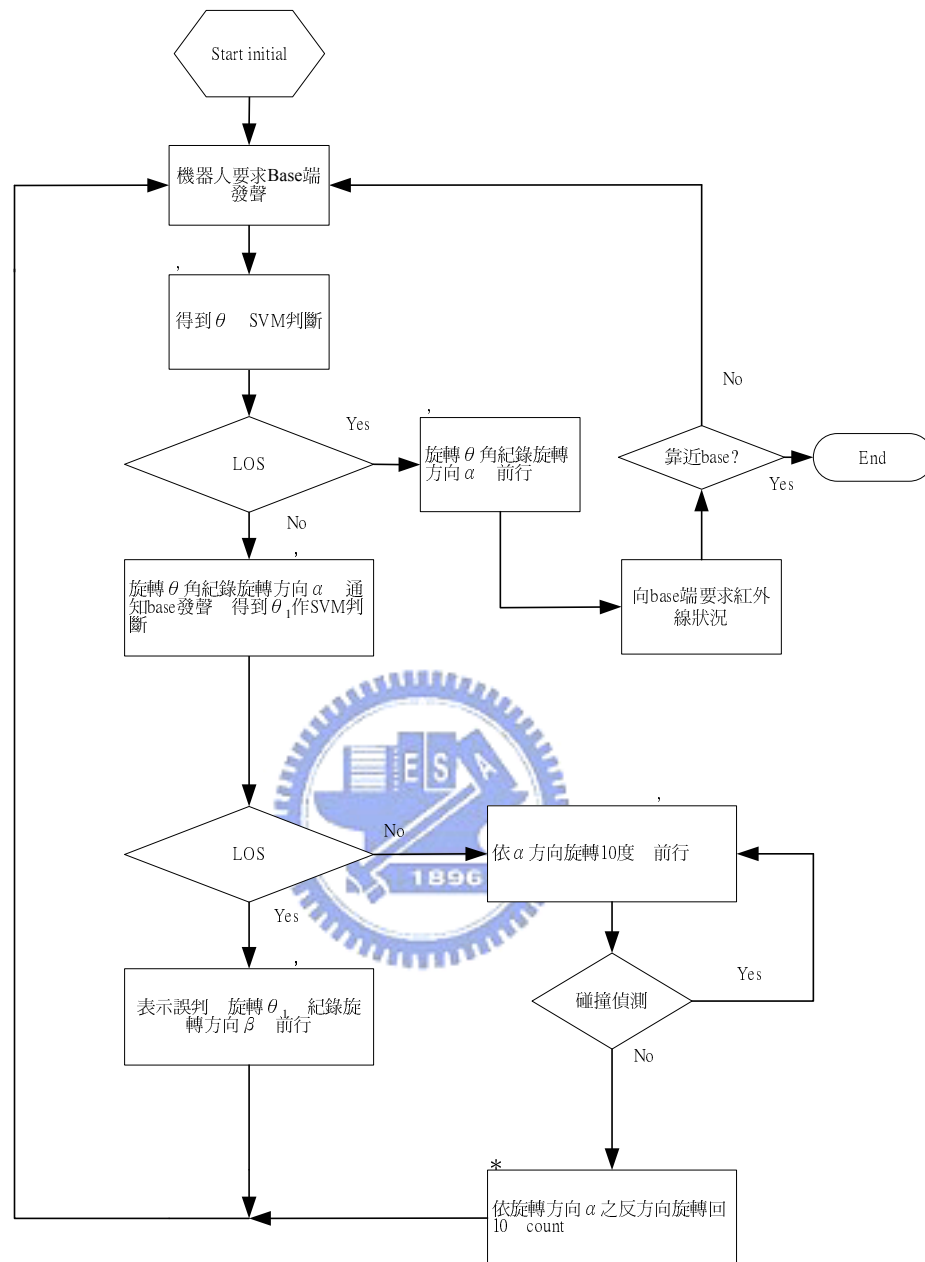 Start initial
機器人要求Base端
發聲
,
得到θ SVM判斷
LOS
Yes
No
,
旋轉θ角紀錄旋轉
方向α 前行
No
靠近base?
Yes
End
向base端要求紅外
線狀況
,
旋轉θ角紀錄旋轉方向α 通
知base發聲 得到θ1作SVM判
斷
ESA
1896
LOS
No
Yes
,
依α方向旋轉10度 前行
Yes
碰撞偵測
No
,
表示誤判 旋轉θ1 紀錄旋
轉方向β 前行
*
依旋轉方向α之反方向旋轉回
10 count